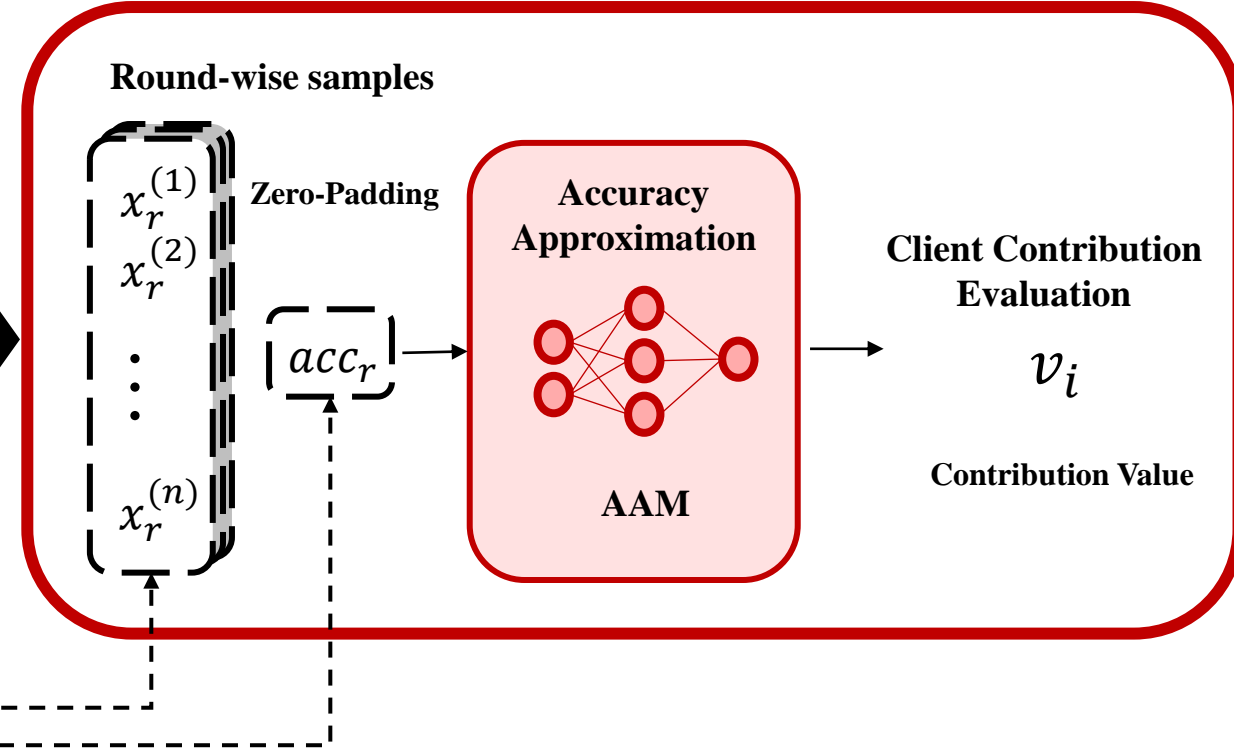 Round-wise samples
x_r^{(1)}
x_r^{(2)}
⋮
x_r^{(n)}
Zero-Padding
acc_r
Accuracy
Approximation
AAM
Client Contribution
Evaluation
v_i
Contribution Value